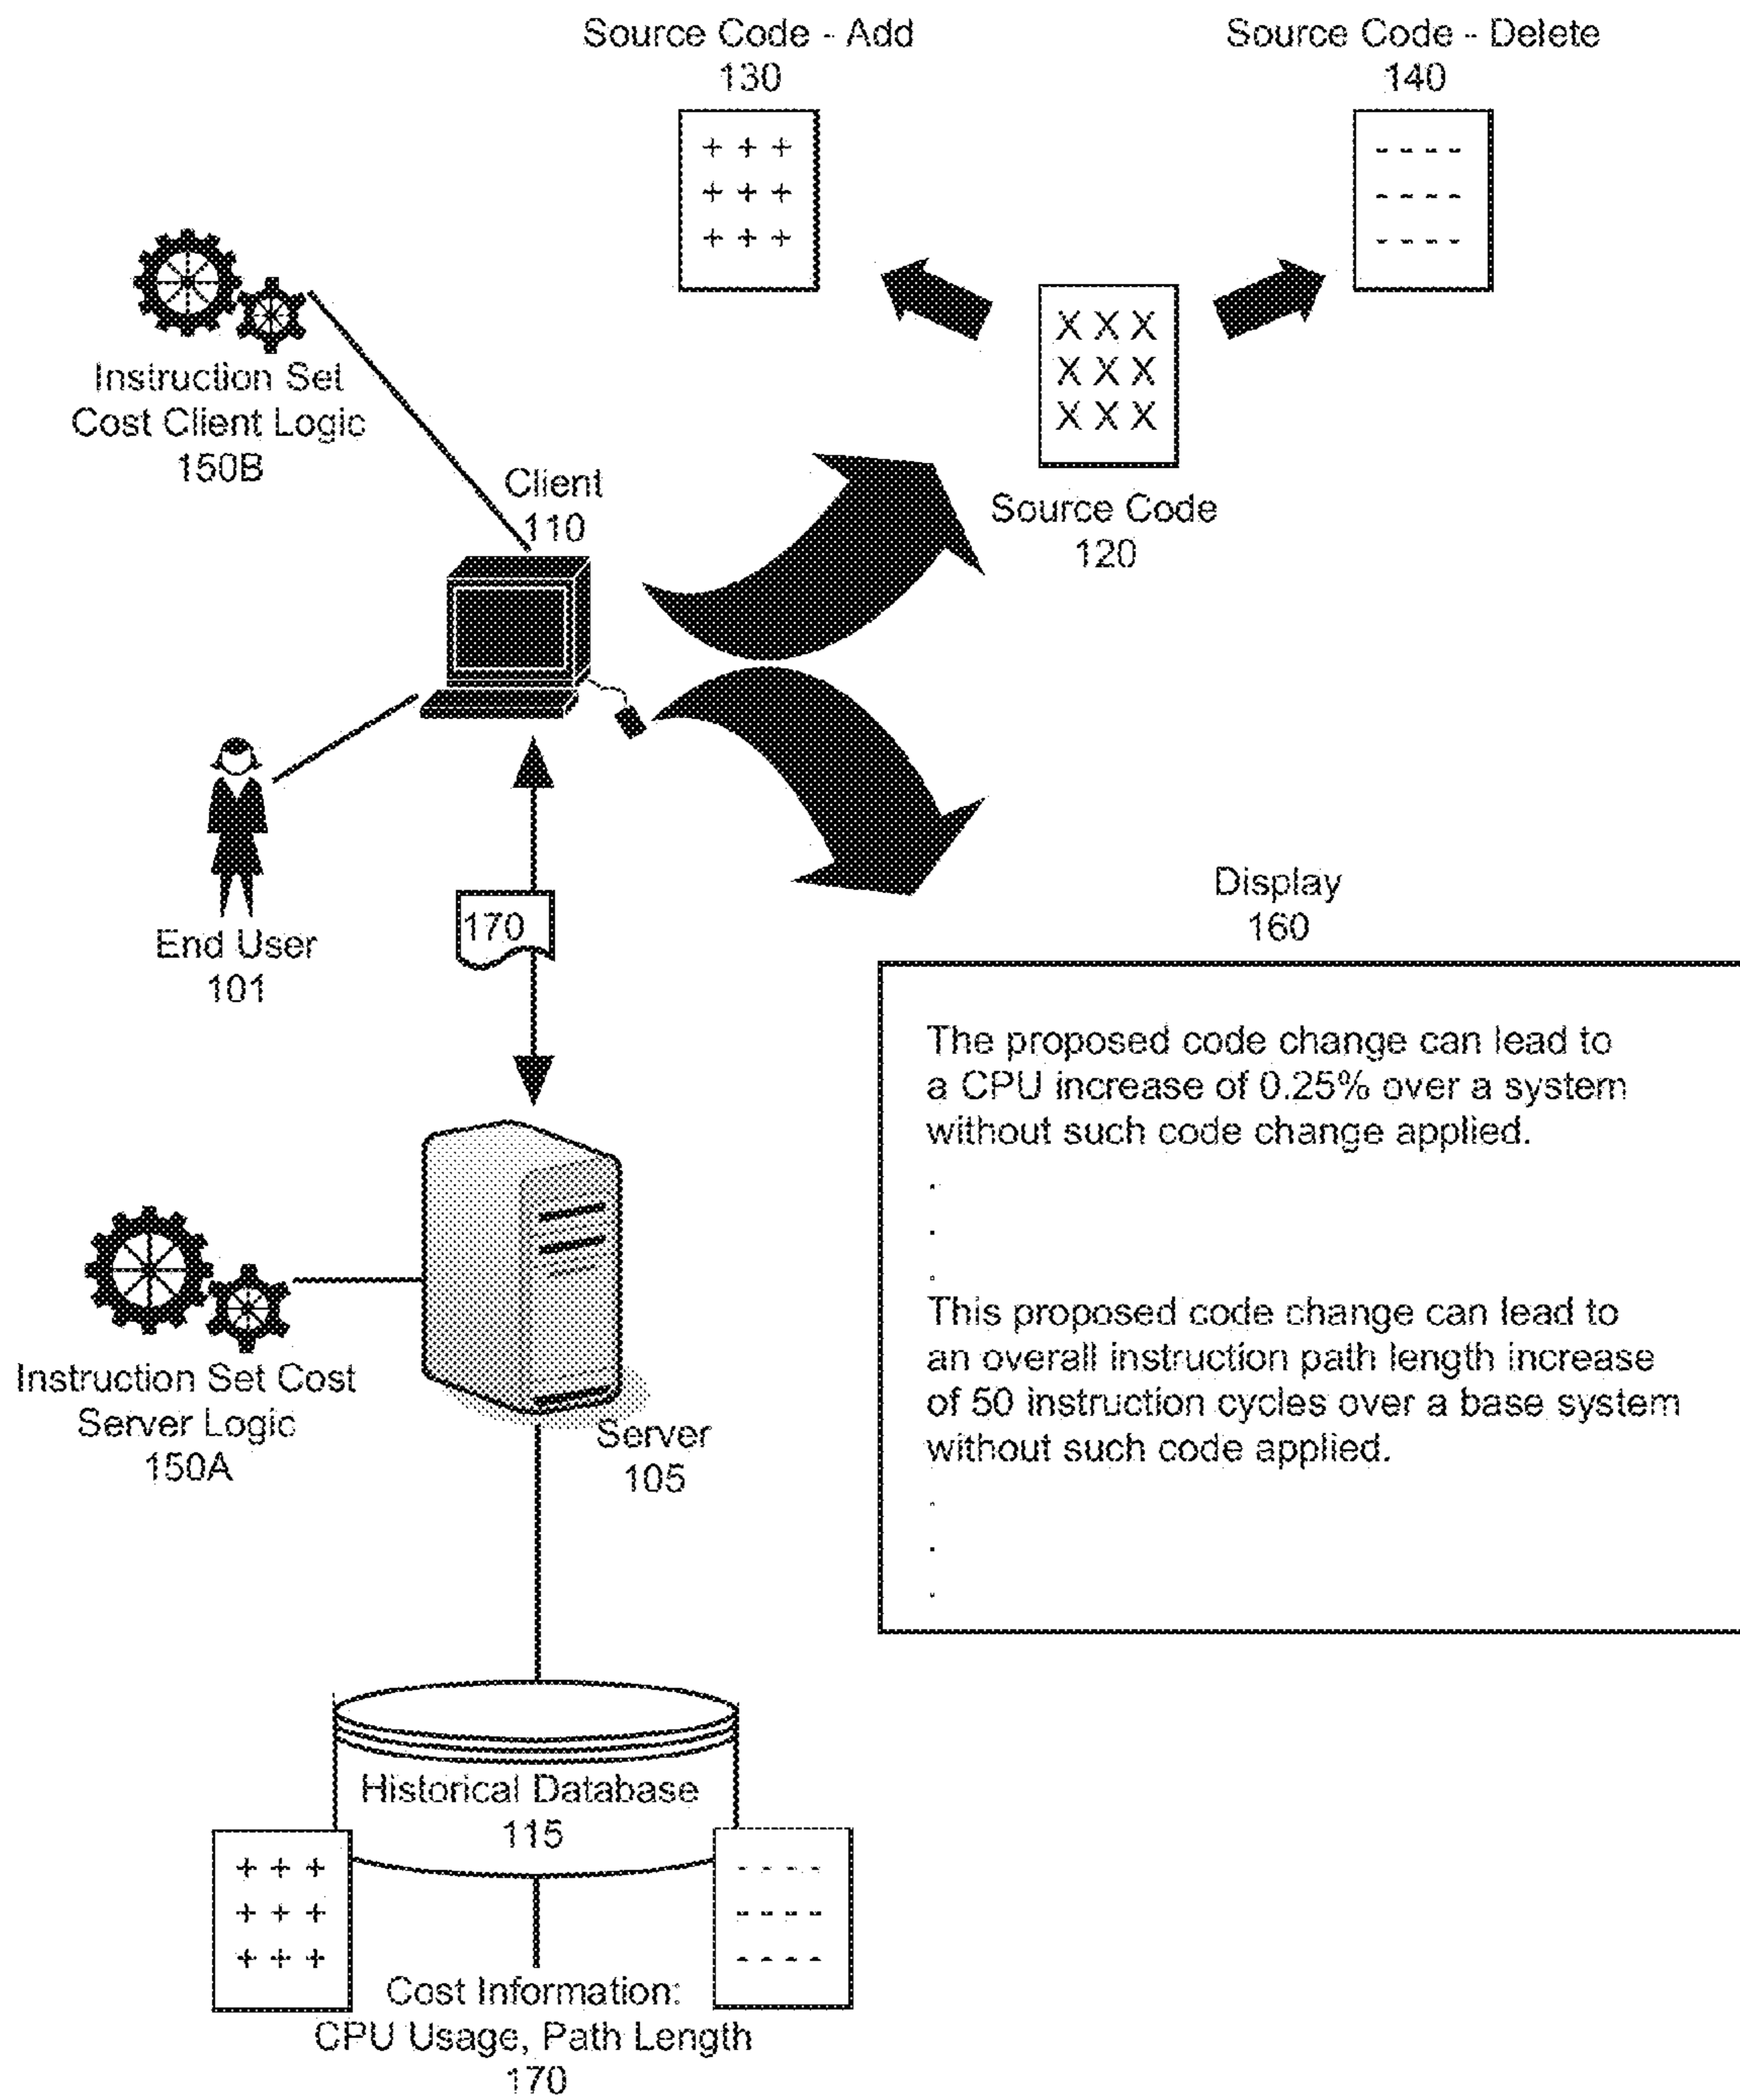 Source Code - Add
130
Source Code - Delete
140
+ + +
+ + +
+ + +
- - - -
- - - -
- - - -
X X X
X X X
X X X
Source Code
120
Instruction Set
Cost Client Logic
150B
Client
110
End User
101
170
Display
160
The proposed code change can lead to
a CPU increase of 0.25% over a system
without such code change applied.
.
.
.
This proposed code change can lead to
an overall instruction path length increase
of 50 instruction cycles over a base system
without such code applied.
.
.
.
Instruction Set Cost
Server Logic
150A
Server
105
Historical Database
115
+ + +
+ + +
+ + +
- - - -
- - - -
- - - -
Cost Information:
CPU Usage, Path Length
170